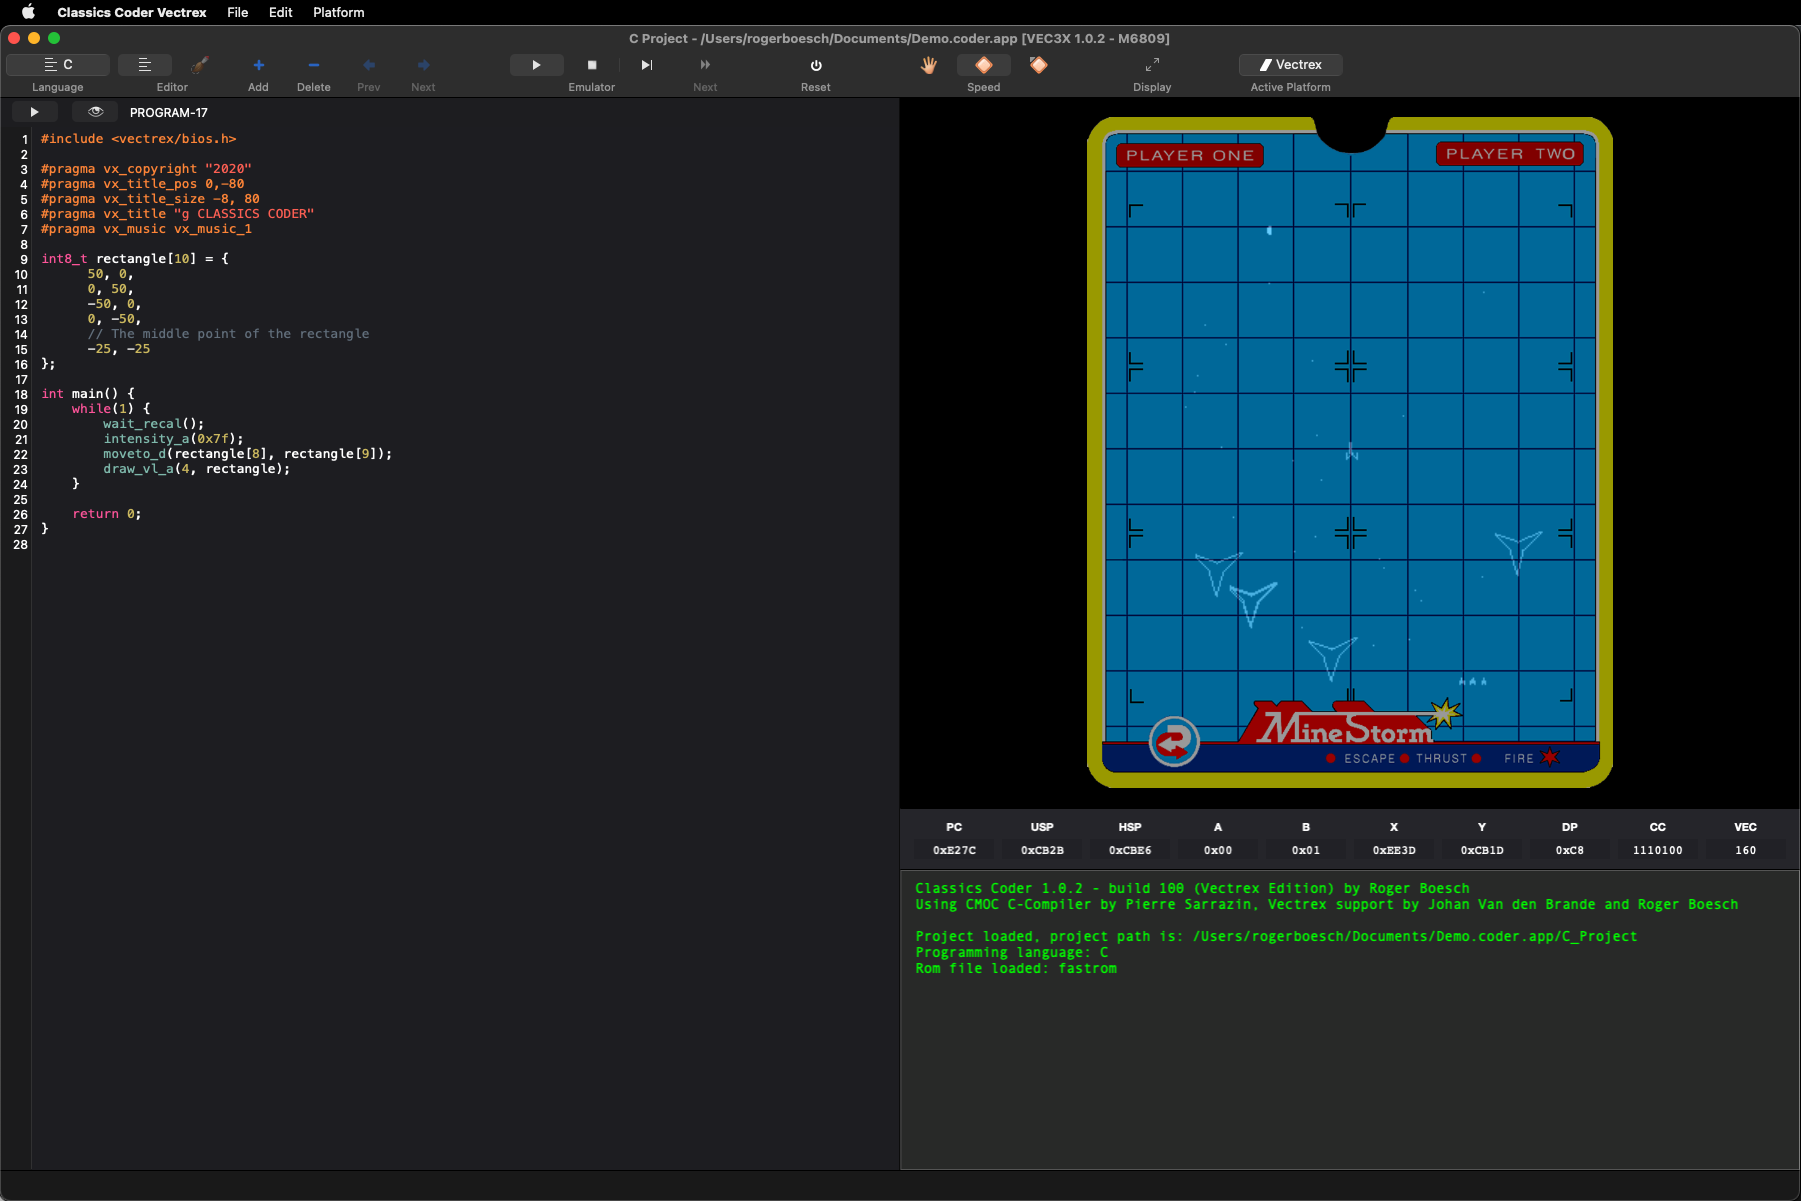 Classics Coder Vectrex File Edit Platform
C Project - /Users/rogerboesch/Documents/Demo.coder.app [VEC3X 1.0.2 - M6809]
C Vectrex
Language Editor Add Delete Prev Next Emulator Next Reset Speed Display Active Platform
PROGRAM-17
1 #include <vectrex/bios.h>
2
3 #pragma vx_copyright "2020"
4 #pragma vx_title_pos 0,-80
5 #pragma vx_title_size -8, 80
6 #pragma vx_title "g CLASSICS CODER"
7 #pragma vx_music vx_music_1
8
9 int8_t rectangle[10] = {
10 50, 0,
11 0, 50,
12 -50, 0,
13 0, -50,
14 // The middle point of the rectangle
15 -25, -25
16 };
17
18 int main() {
19 while(1) {
20 wait_recal();
21 intensity_a(0x7f);
22 moveto_d(rectangle[8], rectangle[9]);
23 draw_vl_a(4, rectangle);
24 }
25
26 return 0;
27 }
28
PLAYER ONE PLAYER TWO
MineStorm
ESCAPE THRUST FIRE
PC USP HSP A B X Y DP CC VEC
0xE27C 0xCB2B 0xCBE6 0x00 0x01 0xEE3D 0xCB1D 0xC8 1110100 160
Classics Coder 1.0.2 - build 100 (Vectrex Edition) by Roger Boesch
Using CMOC C-Compiler by Pierre Sarrazin, Vectrex support by Johan Van den Brande and Roger Boesch
Project loaded, project path is: /Users/rogerboesch/Documents/Demo.coder.app/C_Project
Programming language: C
Rom file loaded: fastrom